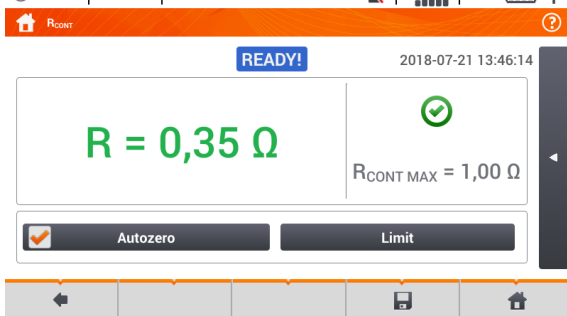 RCONT
READY!
2018-07-21 13:46:14
R = 0,35 Ω
RCONT MAX = 1,00 Ω
Autozero
Limit